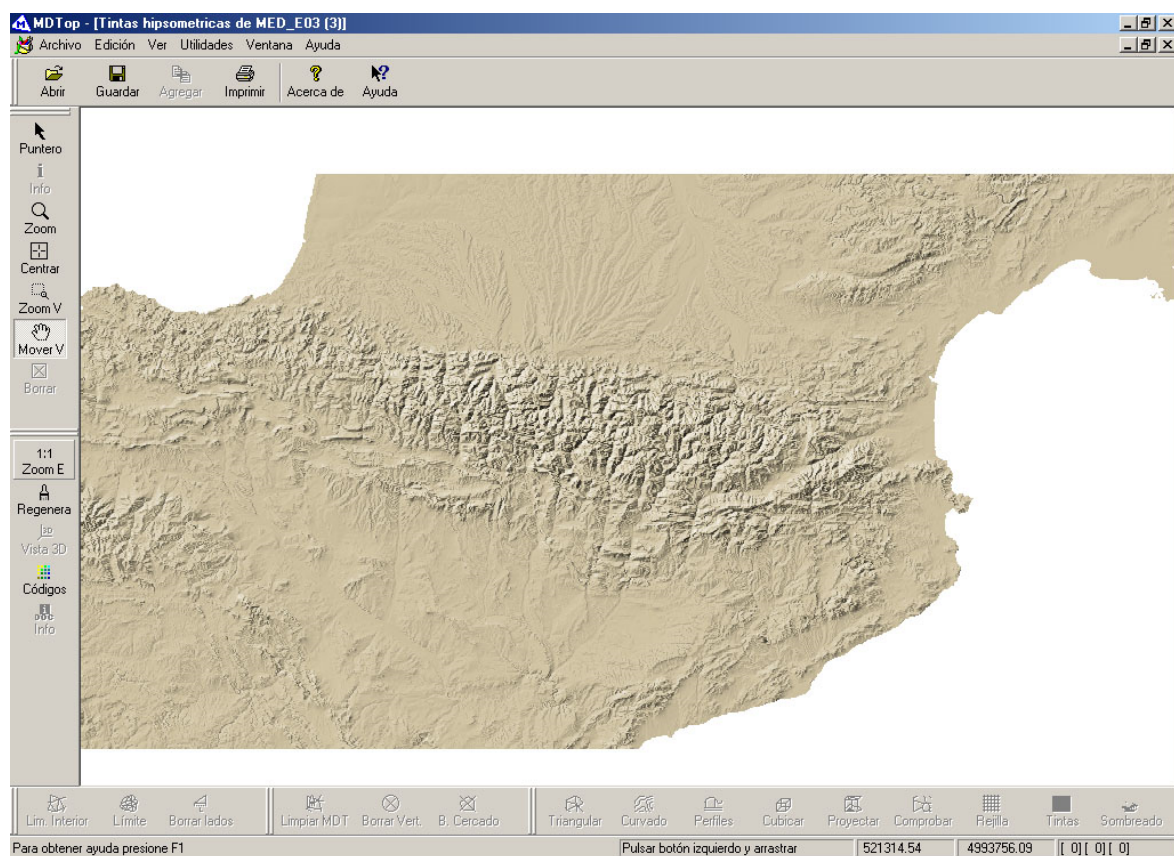 MDTop - [Tintas hipsometricas de MED_E03 (3)]
Archivo Edición Ver Utilidades Ventana Ayuda
Abrir Guardar Agregar Imprimir Acerca de Ayuda
Puntero
Info
Zoom
Centrar
Zoom V
Mover V
Borrar
1:1
Zoom E
Regenera
3D
Vista 3D
Códigos
Info
Lim. Interior Límite Borrar lados Limpiar MDT Borrar Vert. B. Cercado Triangular Curvado Perfiles Cubicar Proyectar Comprobar Rejilla Tintas Sombreado
Para obtener ayuda presione F1 Pulsar botón izquierdo y arrastrar 521314.54 4993756.09 [ 0] [ 0] [ 0]